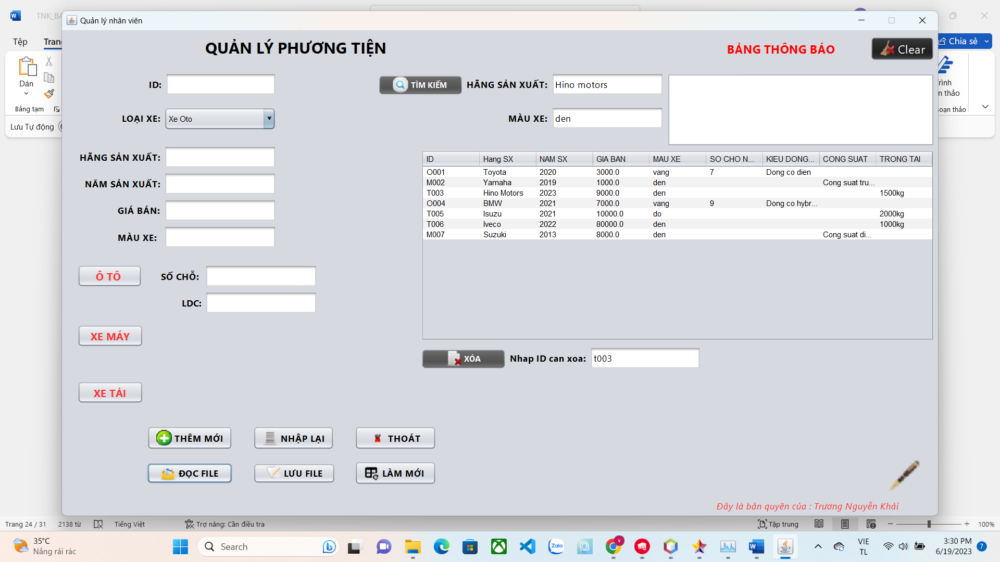 TNK_BA
Quản lý nhân viên
Tệp
Trang
Chia sẻ
Dán
Bảng tạm
Lưu Tự động
n thảo
soạn thảo
QUẢN LÝ PHƯƠNG TIỆN
BẢNG THÔNG BÁO
Clear
ID:
TÌM KIẾM
HÃNG SẢN XUẤT:
Hino motors
LOẠI XE:
Xe Oto
MÀU XE:
den
HÃNG SẢN XUẤT:
NĂM SẢN XUẤT:
GIÁ BÁN:
MÀU XE:
ID Hang SX NAM SX GIA BAN MAU XE SO CHO N... KIEU DONG... CONG SUAT TRONG TAI
O001 Toyota 2020 3000.0 vang 7 Dong co dien
M002 Yamaha 2019 1000.0 den Cong suat tru...
T003 Hino Motors 2023 9000.0 den 1500kg
O004 BMW 2021 7000.0 vang 9 Dong co hybr...
T005 Isuzu 2021 10000.0 do 2000kg
T006 Iveco 2022 80000.0 den 1000kg
M007 Suzuki 2013 8000.0 den Cong suat di...
Ô TÔ
SỐ CHỖ:
LDC:
XE MÁY
XÓA
Nhap ID can xoa:
t003
XE TẢI
THÊM MỚI
NHẬP LẠI
THOÁT
ĐỌC FILE
LƯU FILE
LÀM MỚI
Đây là bản quyền của : Trương Nguyễn Khải
Trang 24 / 31 2138 từ Tiếng Việt Trợ năng: Cần điều tra Tập trung 100%
35°C
Nắng rải rác
Search
Zalo
VIE
TL
3:30 PM
6/19/2023
7